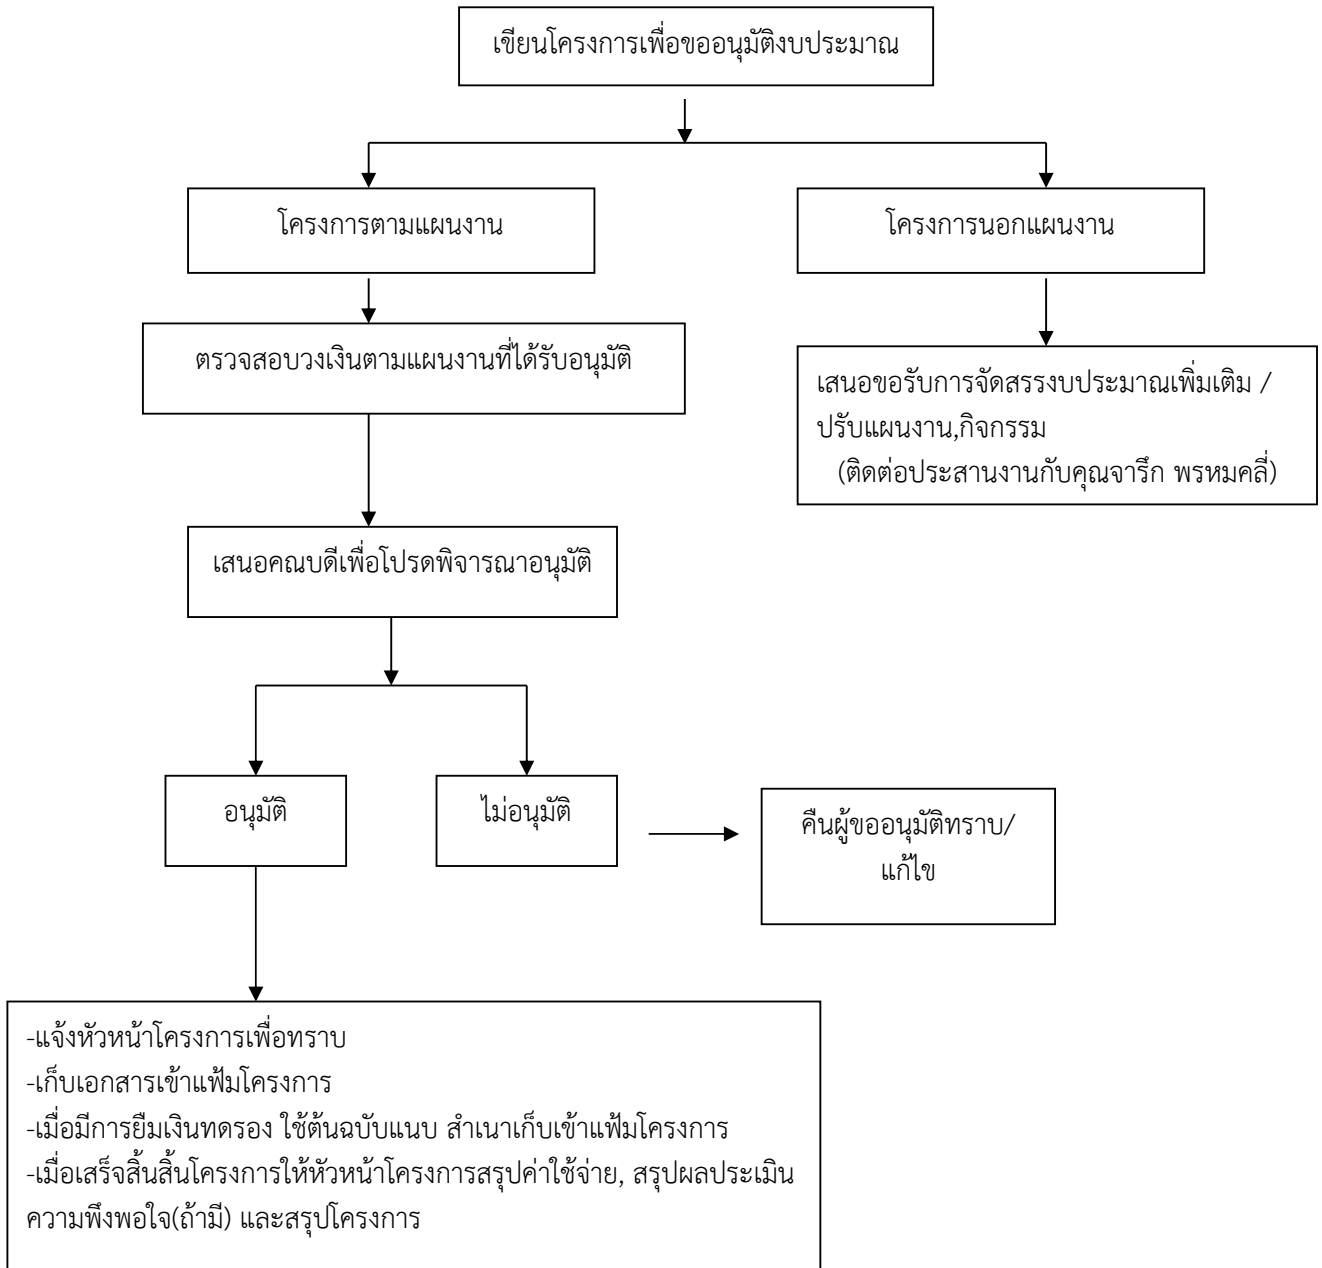 เขียนโครงการเพื่อขออนุมัติงบประมาณ
โครงการตามแผนงาน
โครงการนอกแผนงาน
ตรวจสอบวงเงินตามแผนงานที่ได้รับอนุมัติ
เสนอขอรับการจัดสรรงบประมาณเพิ่มเติม /
ปรับแผนงาน,กิจกรรม
(ติดต่อประสานงานกับคุณจารึก พรหมคลี่)
เสนอคณบดีเพื่อโปรดพิจารณาอนุมัติ
อนุมัติ
ไม่อนุมัติ
คืนผู้ขออนุมัติทราบ/
แก้ไข
-แจ้งหัวหน้าโครงการเพื่อทราบ
-เก็บเอกสารเข้าแฟ้มโครงการ
-เมื่อมีการยืมเงินทดรอง ใช้ต้นฉบับแนบ สำเนาเก็บเข้าแฟ้มโครงการ
-เมื่อเสร็จสิ้นสิ้นโครงการให้หัวหน้าโครงการสรุปค่าใช้จ่าย, สรุปผลประเมิน
ความพึงพอใจ(ถ้ามี) และสรุปโครงการ